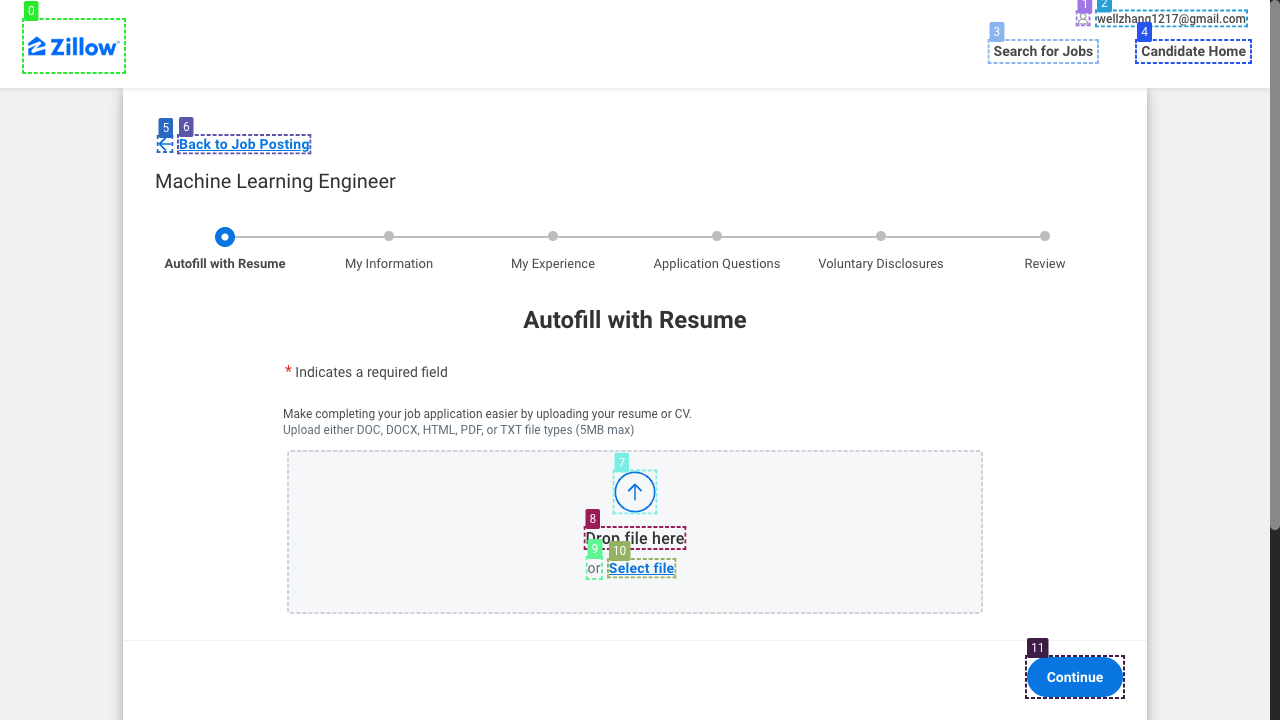 0
1
2
Zillow
wellzhang1217@gmail.com
3
4
Search for Jobs
Candidate Home
5
6
Back to Job Posting
Machine Learning Engineer
Autofill with Resume
My Information
My Experience
Application Questions
Voluntary Disclosures
Review
Autofill with Resume
* Indicates a required field
Make completing your job application easier by uploading your resume or CV.
Upload either DOC, DOCX, HTML, PDF, or TXT file types (5MB max)
7
8
Drop file here
9
10
or Select file
11
Continue